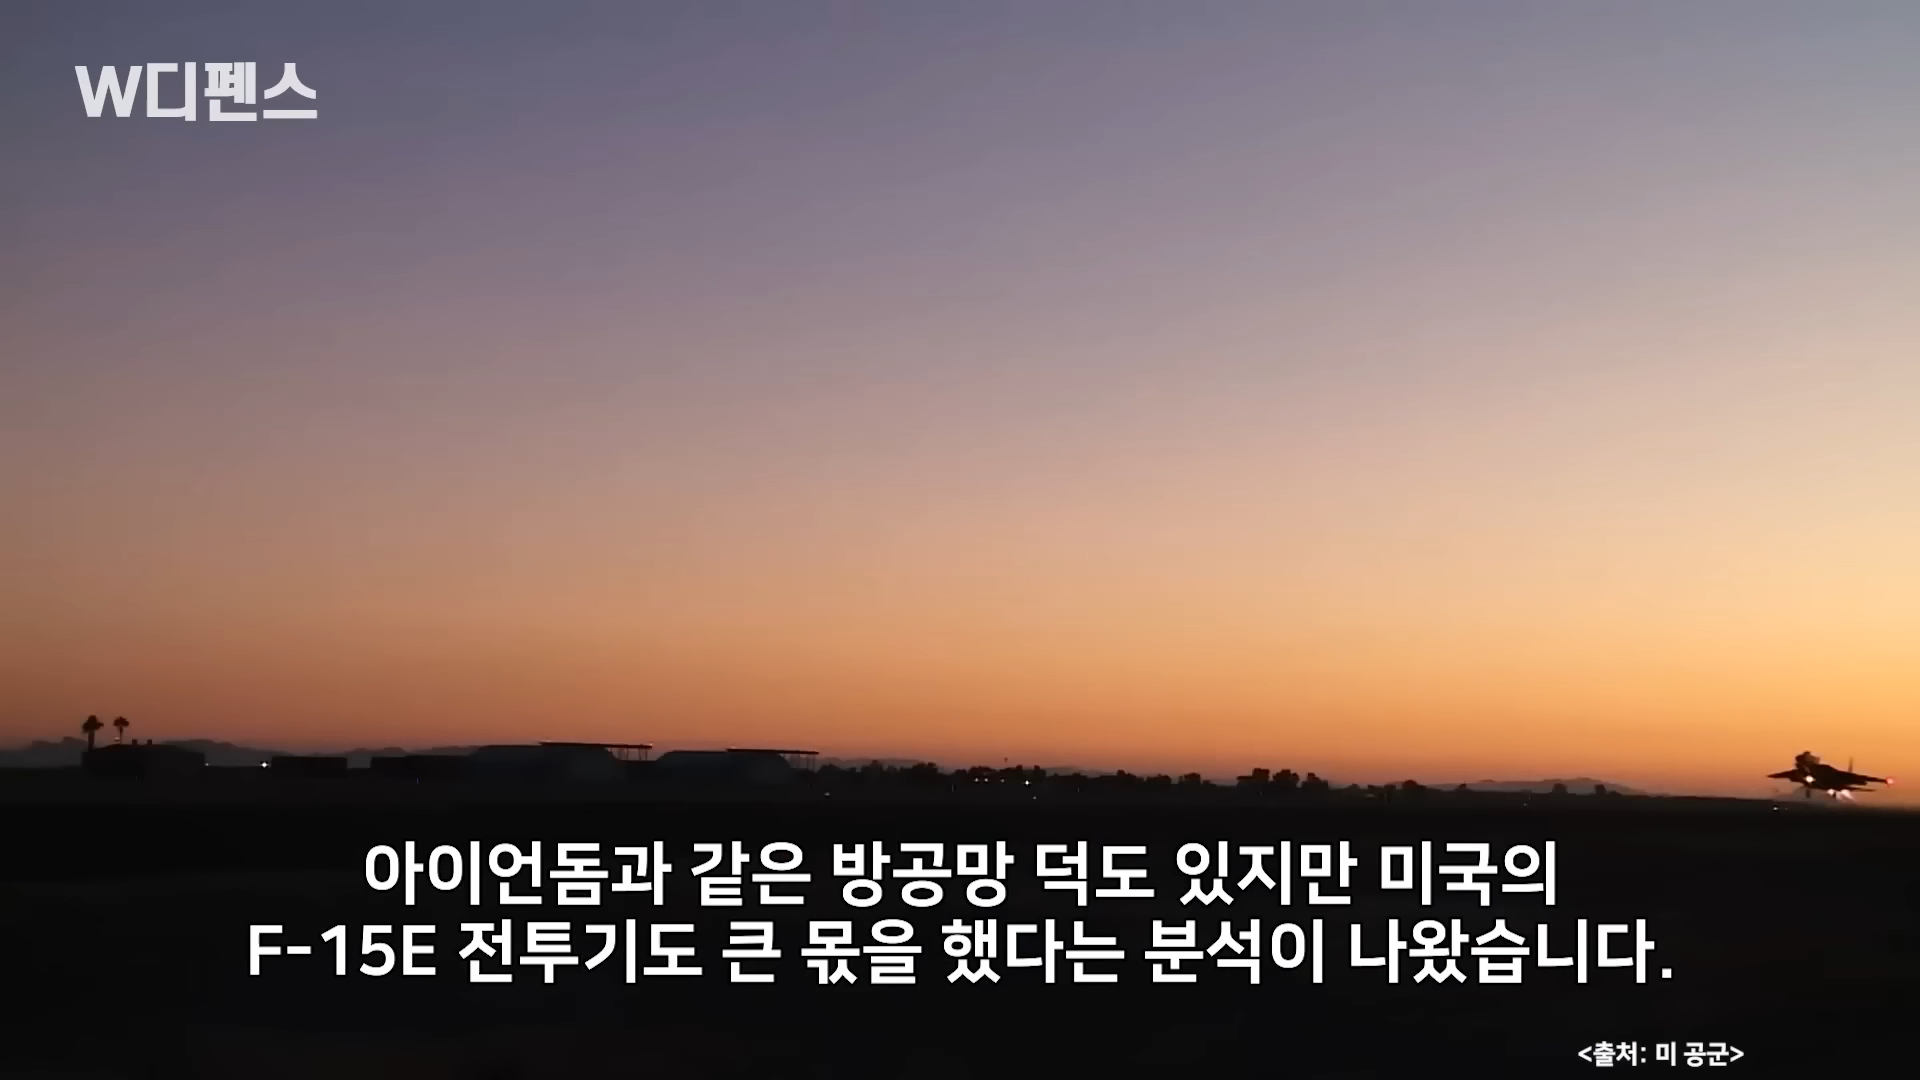 W디펜스
아이언돔과 같은 방공망 덕도 있지만 미국의
F-15E 전투기도 큰 몫을 했다는 분석이 나왔습니다.
<출처: 미 공군>